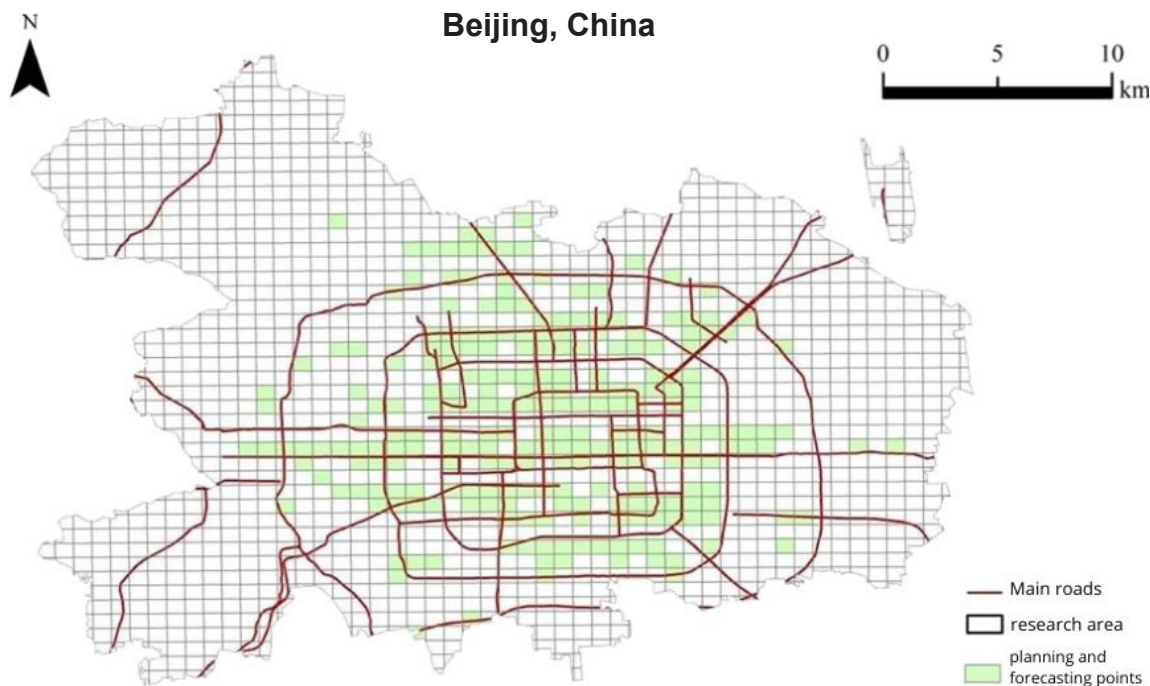 Beijing, China
N
0 5 10
km
Main roads
research area
planning and
forecasting points